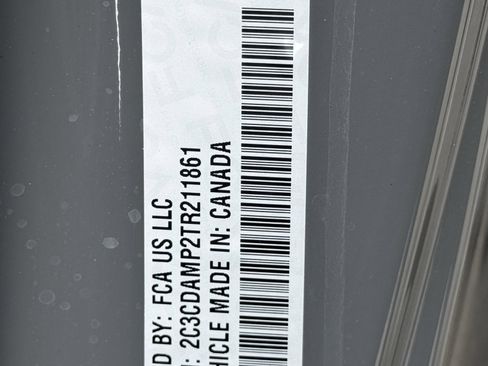 D BY: FCA US LLC
: 2C3CDAMP2TR211861
HICLE MADE IN: CANADA